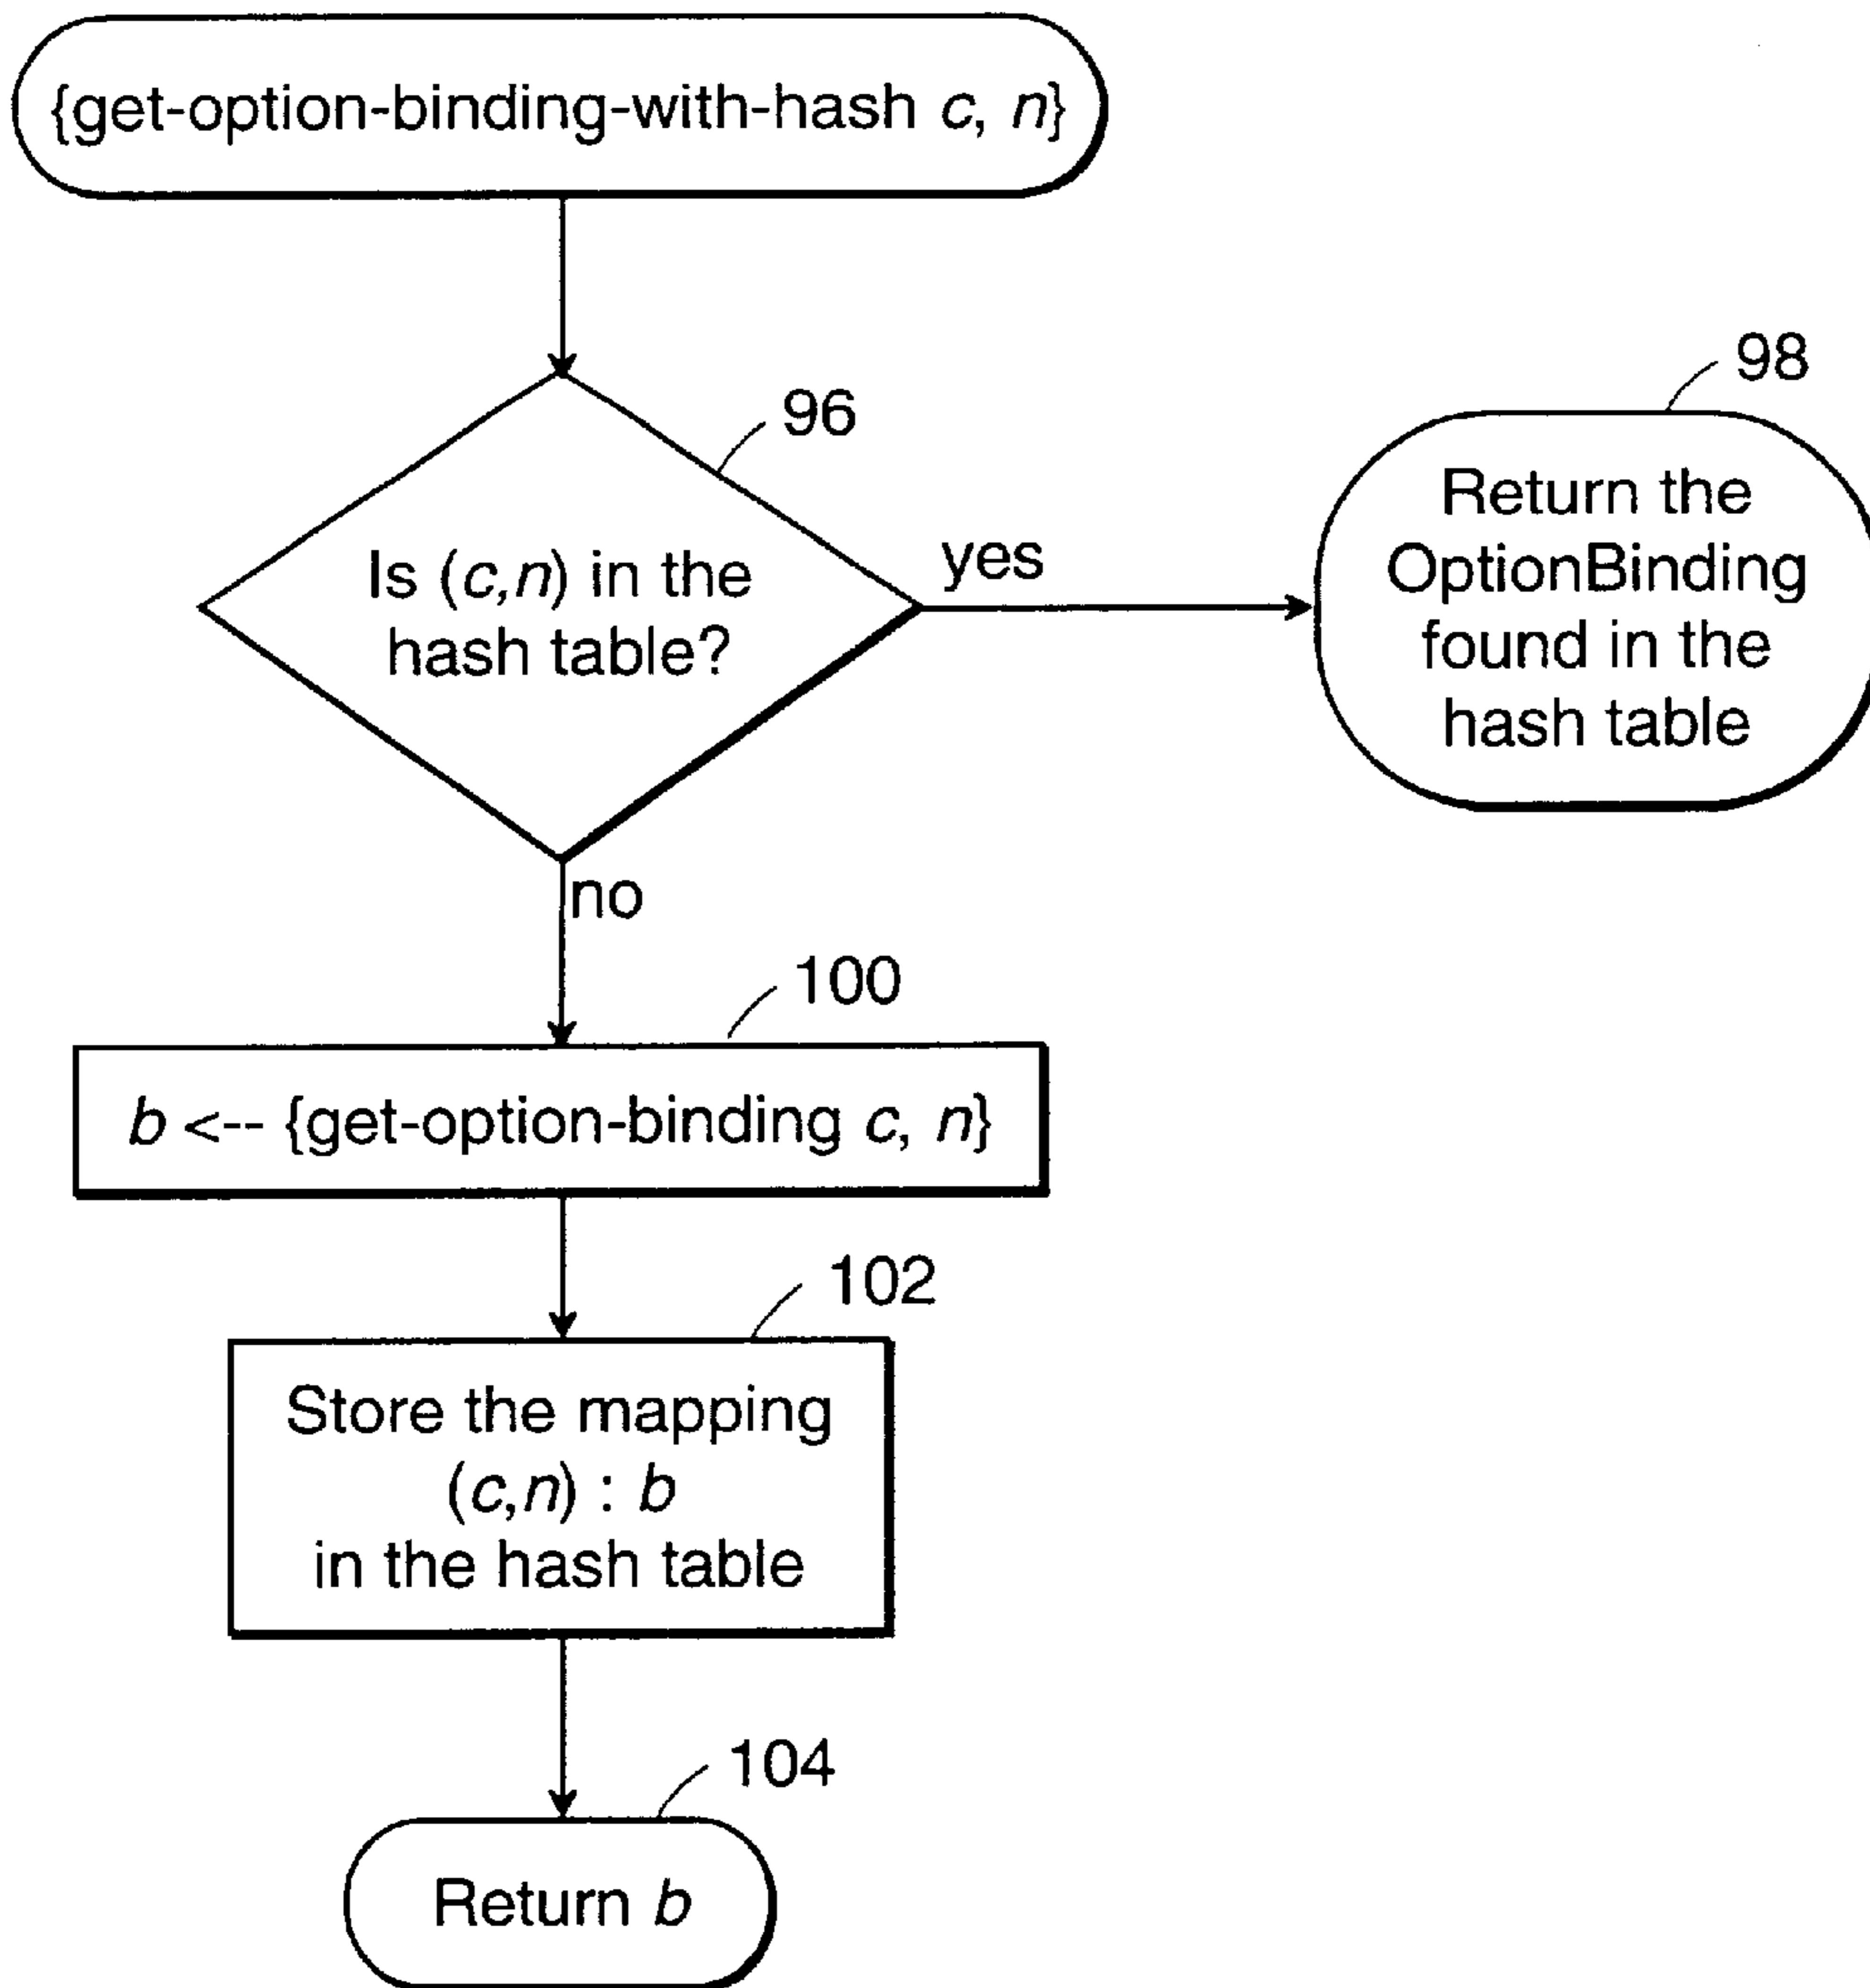 {get-option-binding-with-hash c, n}
98
96
Return the
OptionBinding
found in the
hash table
yes
Is (c,n) in the
hash table?
no
100
b <-- {get-option-binding c, n}
102
Store the mapping
(c,n) : b
in the hash table
104
Return b